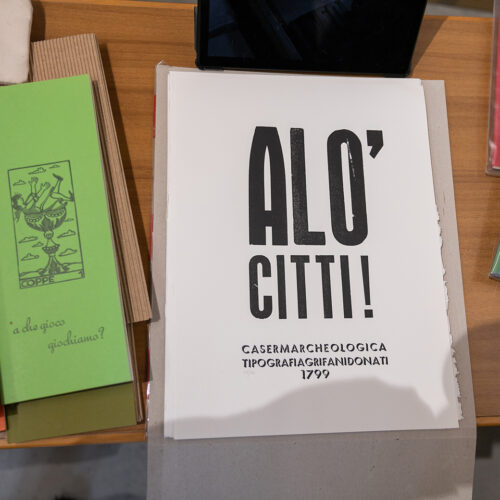 COPPE
"a che gioco
giochiamo?
ALO'
CITTI!
CASERMARCHEOLOGICA
TIPOGRAFIAGRIFANIDONATI
1799